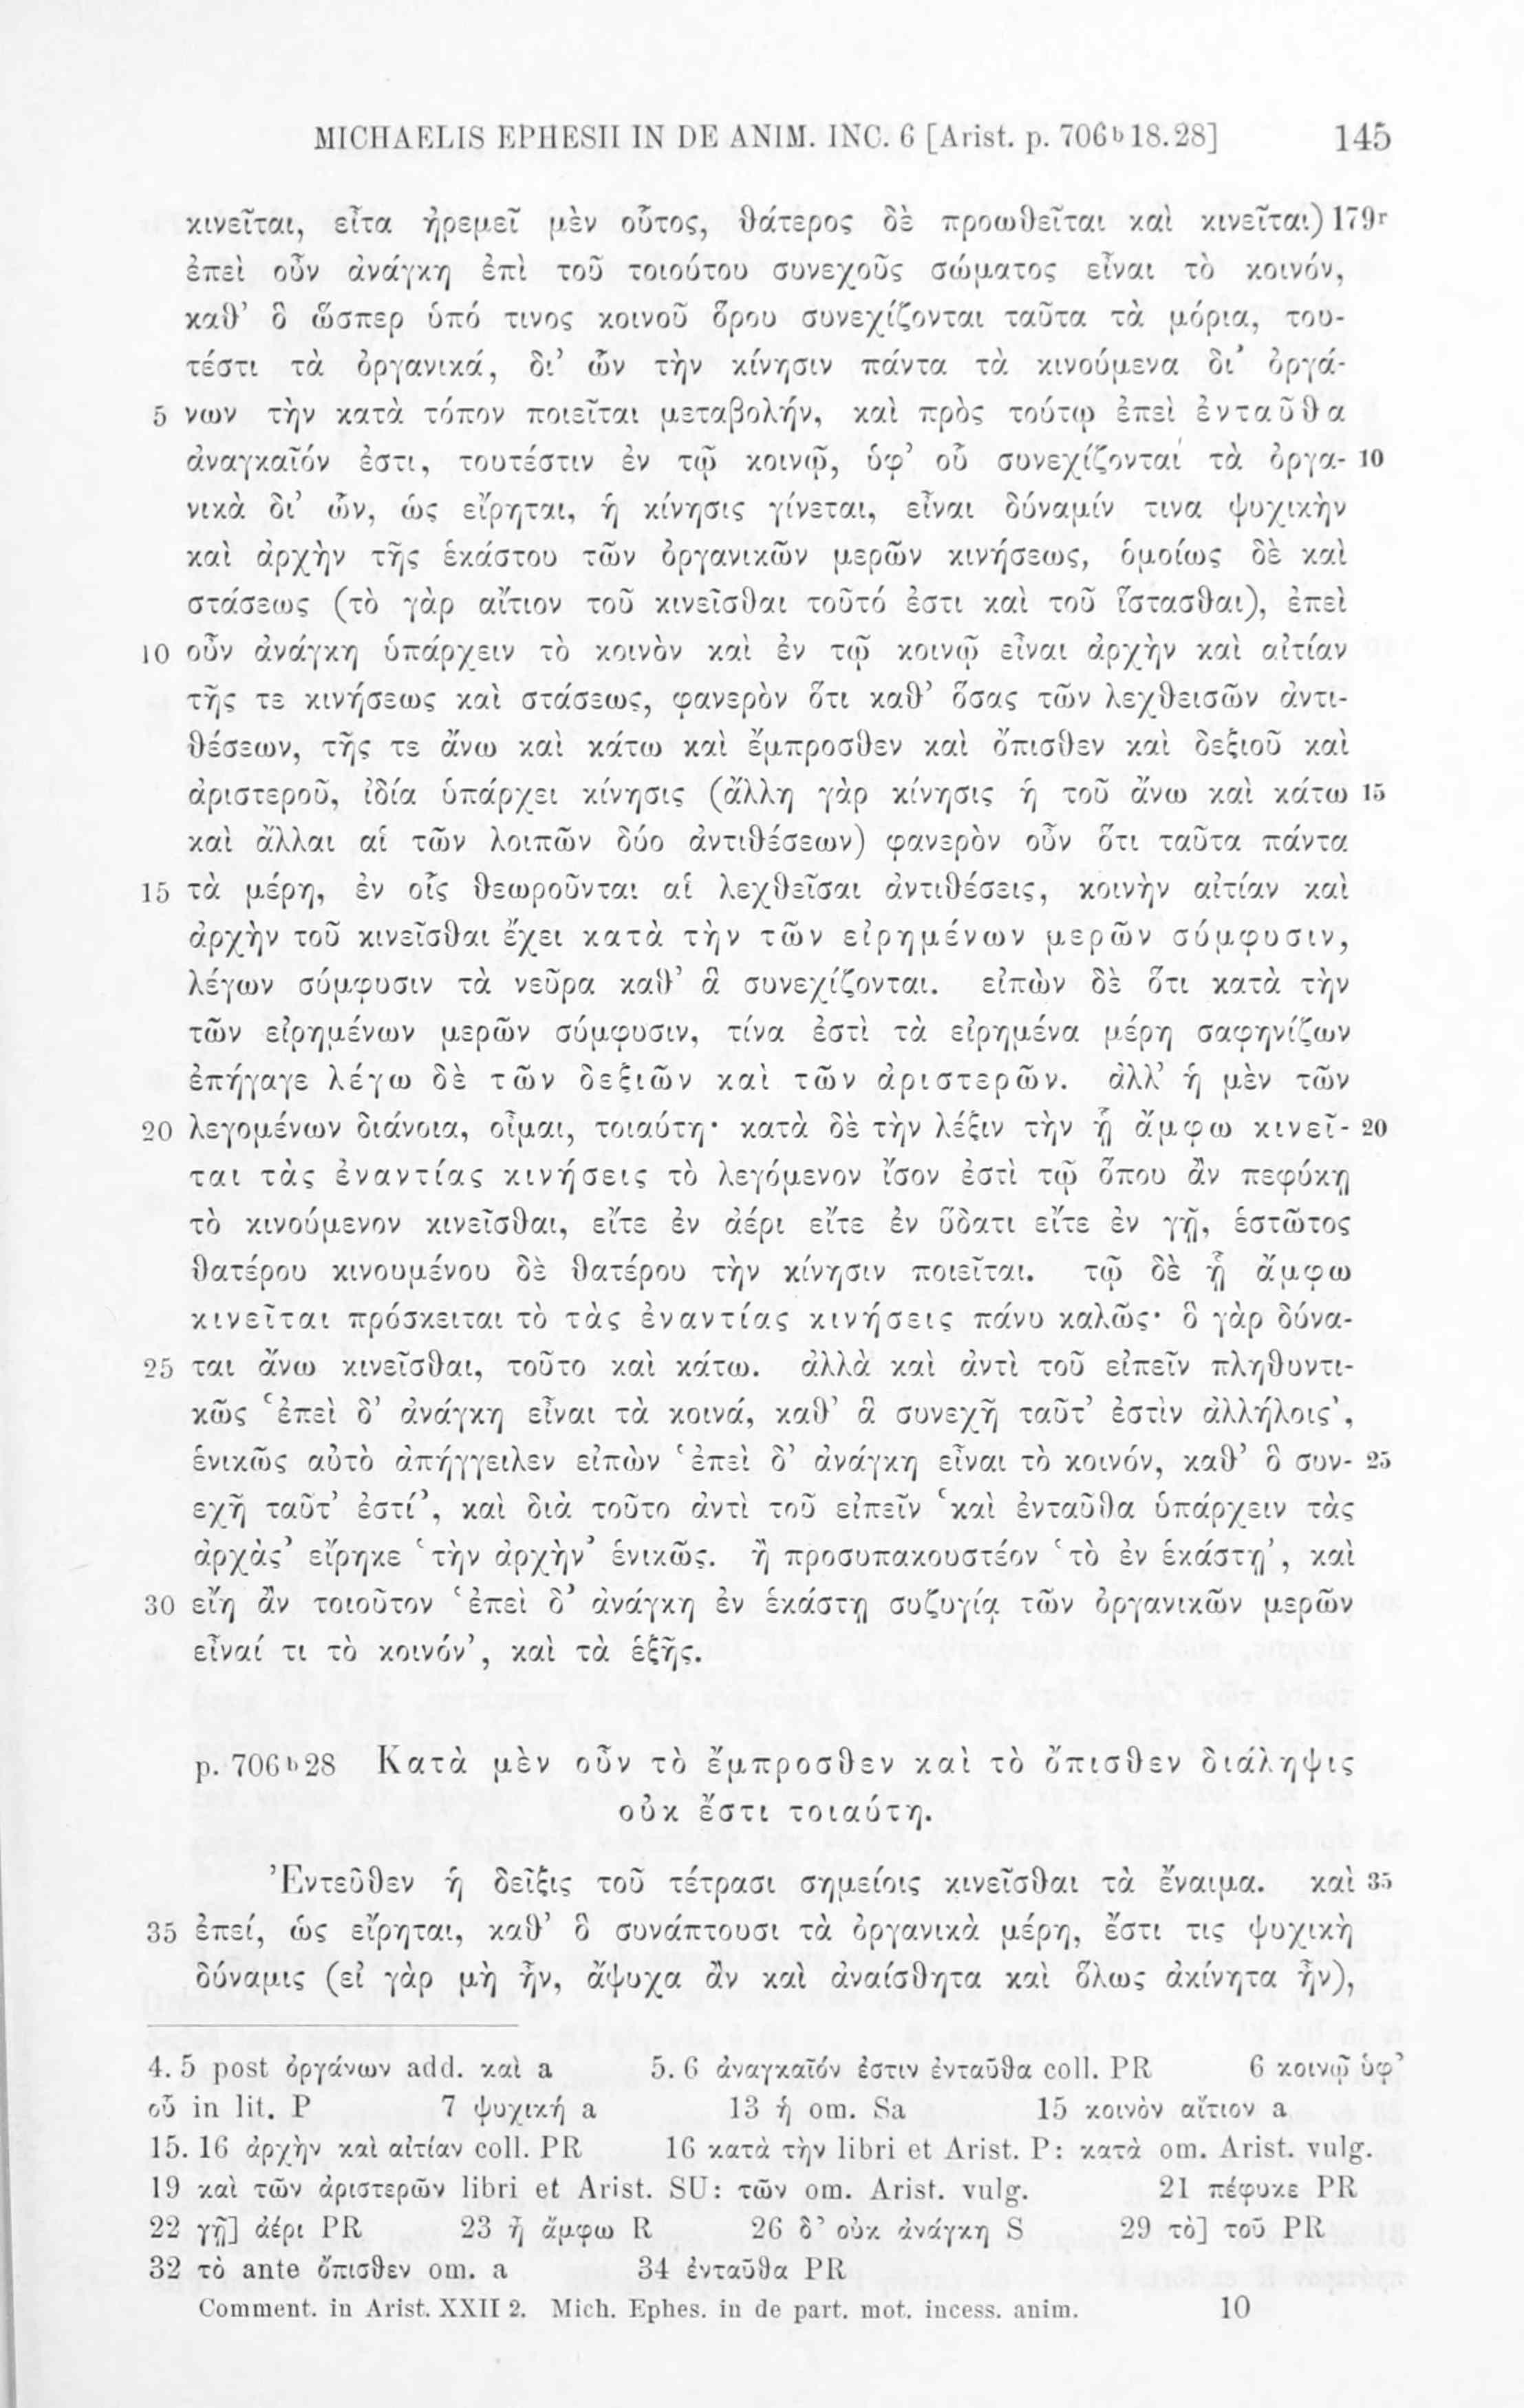 MICHAELIS EPHESII IN DE ANIM. INC. 6 [Arist. p. 706ᵇ18.28] 145
κινεῖται, εἶτα ἠρεμεῖ μὲν οὗτος, θάτερος δὲ προωθεῖται καὶ κινεῖται) 179ʳ
ἐπεὶ οὖν ἀνάγκη ἐπὶ τοῦ τοιούτου συνεχοῦς σώματος εἶναι τὸ κοινόν,
καθ’ ὃ ὥσπερ ὑπό τινος κοινοῦ ὅρου συνεχίζονται ταῦτα τὰ μόρια, του-
τέστι τὰ ὀργανικά, δι’ ὧν τὴν κίνησιν πάντα τὰ κινούμενα δι’ ὀργά-
5 νων τὴν κατὰ τόπον ποιεῖται μεταβολήν, καὶ πρὸς τούτῳ ἐπεὶ ἐνταῦθα
ἀναγκαῖόν ἐστι, τουτέστιν ἐν τῷ κοινῷ, ὑφ’ οὗ συνεχίζονται τὰ ὀργα- 10
νικὰ δι’ ὧν, ὡς εἴρηται, ἡ κίνησις γίνεται, εἶναι δύναμίν τινα ψυχικὴν
καὶ ἀρχὴν τῆς ἑκάστου τῶν ὀργανικῶν μερῶν κινήσεως, ὁμοίως δὲ καὶ
στάσεως (τὸ γὰρ αἴτιον τοῦ κινεῖσθαι τοῦτό ἐστι καὶ τοῦ ἵστασθαι), ἐπεὶ
10 οὖν ἀνάγκη ὑπάρχειν τὸ κοινὸν καὶ ἐν τῷ κοινῷ εἶναι ἀρχὴν καὶ αἰτίαν
τῆς τε κινήσεως καὶ στάσεως, φανερὸν ὅτι καθ’ ὅσας τῶν λεχθεισῶν ἀντι-
θέσεων, τῆς τε ἄνω καὶ κάτω καὶ ἔμπροσθεν καὶ ὄπισθεν καὶ δεξιοῦ καὶ
ἀριστεροῦ, ἰδία ὑπάρχει κίνησις (ἄλλη γὰρ κίνησις ἡ τοῦ ἄνω καὶ κάτω 15
καὶ ἄλλαι αἱ τῶν λοιπῶν δύο ἀντιθέσεων) φανερὸν οὖν ὅτι ταῦτα πάντα
15 τὰ μέρη, ἐν οἷς θεωροῦνται αἱ λεχθεῖσαι ἀντιθέσεις, κοινὴν αἰτίαν καὶ
ἀρχὴν τοῦ κινεῖσθαι ἔχει κατὰ τὴν τῶν εἰρημένων μερῶν σύμφυσιν,
λέγων σύμφυσιν τὰ νεῦρα καθ’ ἃ συνεχίζονται. εἰπὼν δὲ ὅτι κατὰ τὴν
τῶν εἰρημένων μερῶν σύμφυσιν, τίνα ἐστὶ τὰ εἰρημένα μέρη σαφηνίζων
ἐπήγαγε λέγω δὲ τῶν δεξιῶν καὶ τῶν ἀριστερῶν. ἀλλ’ ἡ μὲν τῶν
20 λεγομένων διάνοια, οἶμαι, τοιαύτη· κατὰ δὲ τὴν λέξιν τὴν ᾗ ἄμφω κινεῖ- 20
ται τὰς ἐναντίας κινήσεις τὸ λεγόμενον ἴσον ἐστὶ τῷ ὅπου ἂν πεφύκῃ
τὸ κινούμενον κινεῖσθαι, εἴτε ἐν ἀέρι εἴτε ἐν ὕδατι εἴτε ἐν γῇ, ἑστῶτος
θατέρου κινουμένου δὲ θατέρου τὴν κίνησιν ποιεῖται. τῷ δὲ ᾗ ἄμφω
κινεῖται πρόσκειται τὸ τὰς ἐναντίας κινήσεις πάνυ καλῶς· ὃ γὰρ δύνα-
25 ται ἄνω κινεῖσθαι, τοῦτο καὶ κάτω. ἀλλὰ καὶ ἀντὶ τοῦ εἰπεῖν πληθυντι-
κῶς ‘ἐπεὶ δ’ ἀνάγκη εἶναι τὰ κοινά, καθ’ ἃ συνεχῆ ταῦτ’ ἐστὶν ἀλλήλοις’,
ἑνικῶς αὐτὸ ἀπήγγειλεν εἰπὼν ‘ἐπεὶ δ’ ἀνάγκη εἶναι τὸ κοινόν, καθ’ ὃ συν- 25
εχῆ ταῦτ’ ἐστί’, καὶ διὰ τοῦτο ἀντὶ τοῦ εἰπεῖν ‘καὶ ἐνταῦθα ὑπάρχειν τὰς
ἀρχὰς’ εἴρηκε ‘τὴν ἀρχὴν’ ἑνικῶς. ἢ προσυπακουστέον ‘τὸ ἐν ἑκάστῃ’, καὶ
30 εἴη ἂν τοιοῦτον ‘ἐπεὶ δ’ ἀνάγκη ἐν ἑκάστῃ συζυγίᾳ τῶν ὀργανικῶν μερῶν
εἶναί τι τὸ κοινόν’, καὶ τὰ ἑξῆς.
p. 706ᵇ28 Κατὰ μὲν οὖν τὸ ἔμπροσθεν καὶ τὸ ὄπισθεν διάληψις
οὐκ ἔστι τοιαύτη.
Ἐντεῦθεν ἡ δεῖξις τοῦ τέτρασι σημείοις κινεῖσθαι τὰ ἔναιμα. καὶ 35
35 ἐπεί, ὡς εἴρηται, καθ’ ὃ συνάπτουσι τὰ ὀργανικὰ μέρη, ἔστι τις ψυχικὴ
δύναμις (εἰ γὰρ μὴ ἦν, ἄψυχα ἂν καὶ ἀναίσθητα καὶ ὅλως ἀκίνητα ἦν),
4. 5 post ὀργάνων add. καὶ a 5. 6 ἀναγκαῖόν ἐστιν ἐνταῦθα coll. PR 6 κοινῷ ὑφ’
οὗ in lit. P 7 ψυχική a 13 ἡ om. Sa 15 κοινὸν αἴτιον a
15. 16 ἀρχὴν καὶ αἰτίαν coll. PR 16 κατὰ τὴν libri et Arist. P: κατὰ om. Arist. vulg.
19 καὶ τῶν ἀριστερῶν libri et Arist. SU: τῶν om. Arist. vulg. 21 πέφυκε PR
22 γῇ] ἀέρι PR 23 ἢ ἄμφω R 26 δ’ οὐκ ἀνάγκη S 29 τὸ] τοῦ PR
32 τὸ ante ὄπισθεν om. a 34 ἐνταῦθα PR
Comment. in Arist. XXII 2. Mich. Ephes. in de part. mot. incess. anim. 10